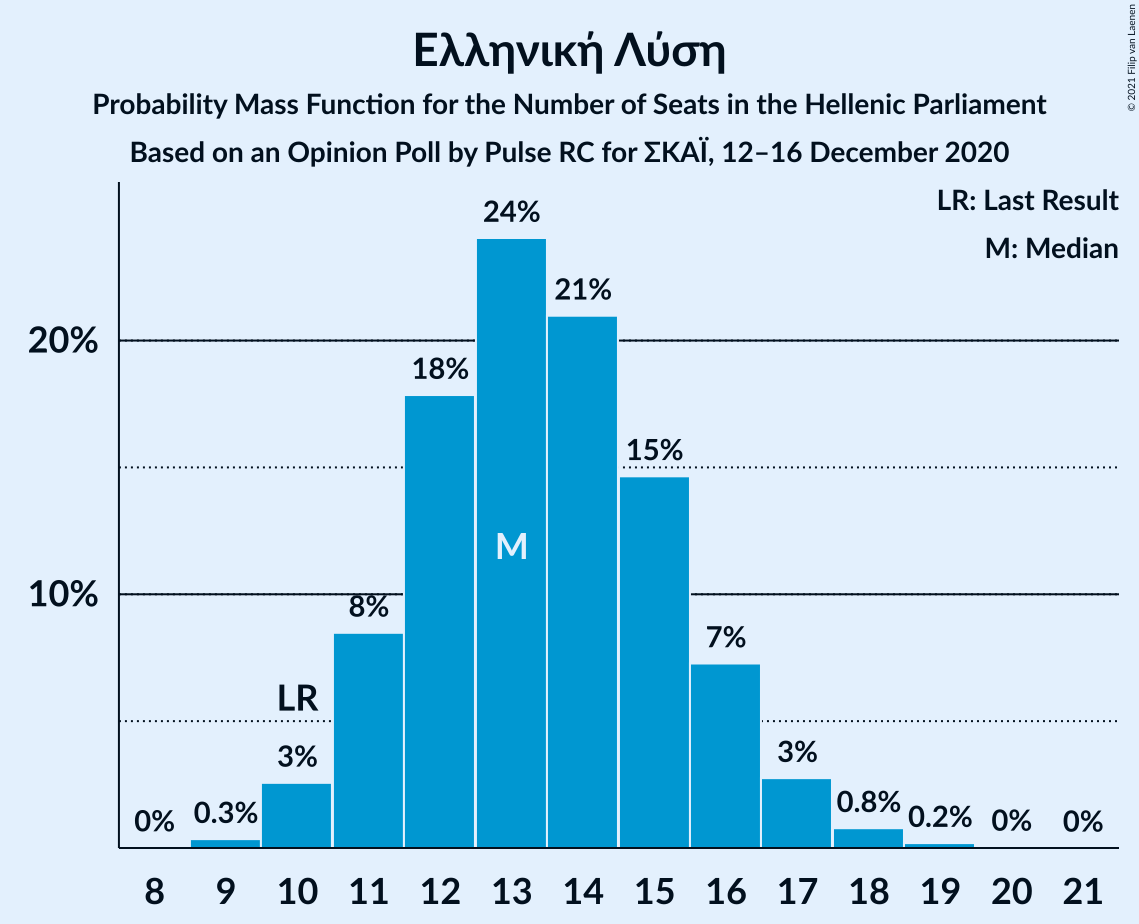 Ελληνική Λύση
Probability Mass Function for the Number of Seats in the Hellenic Parliament
Based on an Opinion Poll by Pulse RC for ΣΚΑΪ, 12–16 December 2020
© 2021 Filip van Laenen
LR: Last Result
M: Median
20%
10%
0%
0.3%
3%
LR
8%
18%
24%
M
21%
15%
7%
3%
0.8%
0.2%
0%
0%
8 9 10 11 12 13 14 15 16 17 18 19 20 21